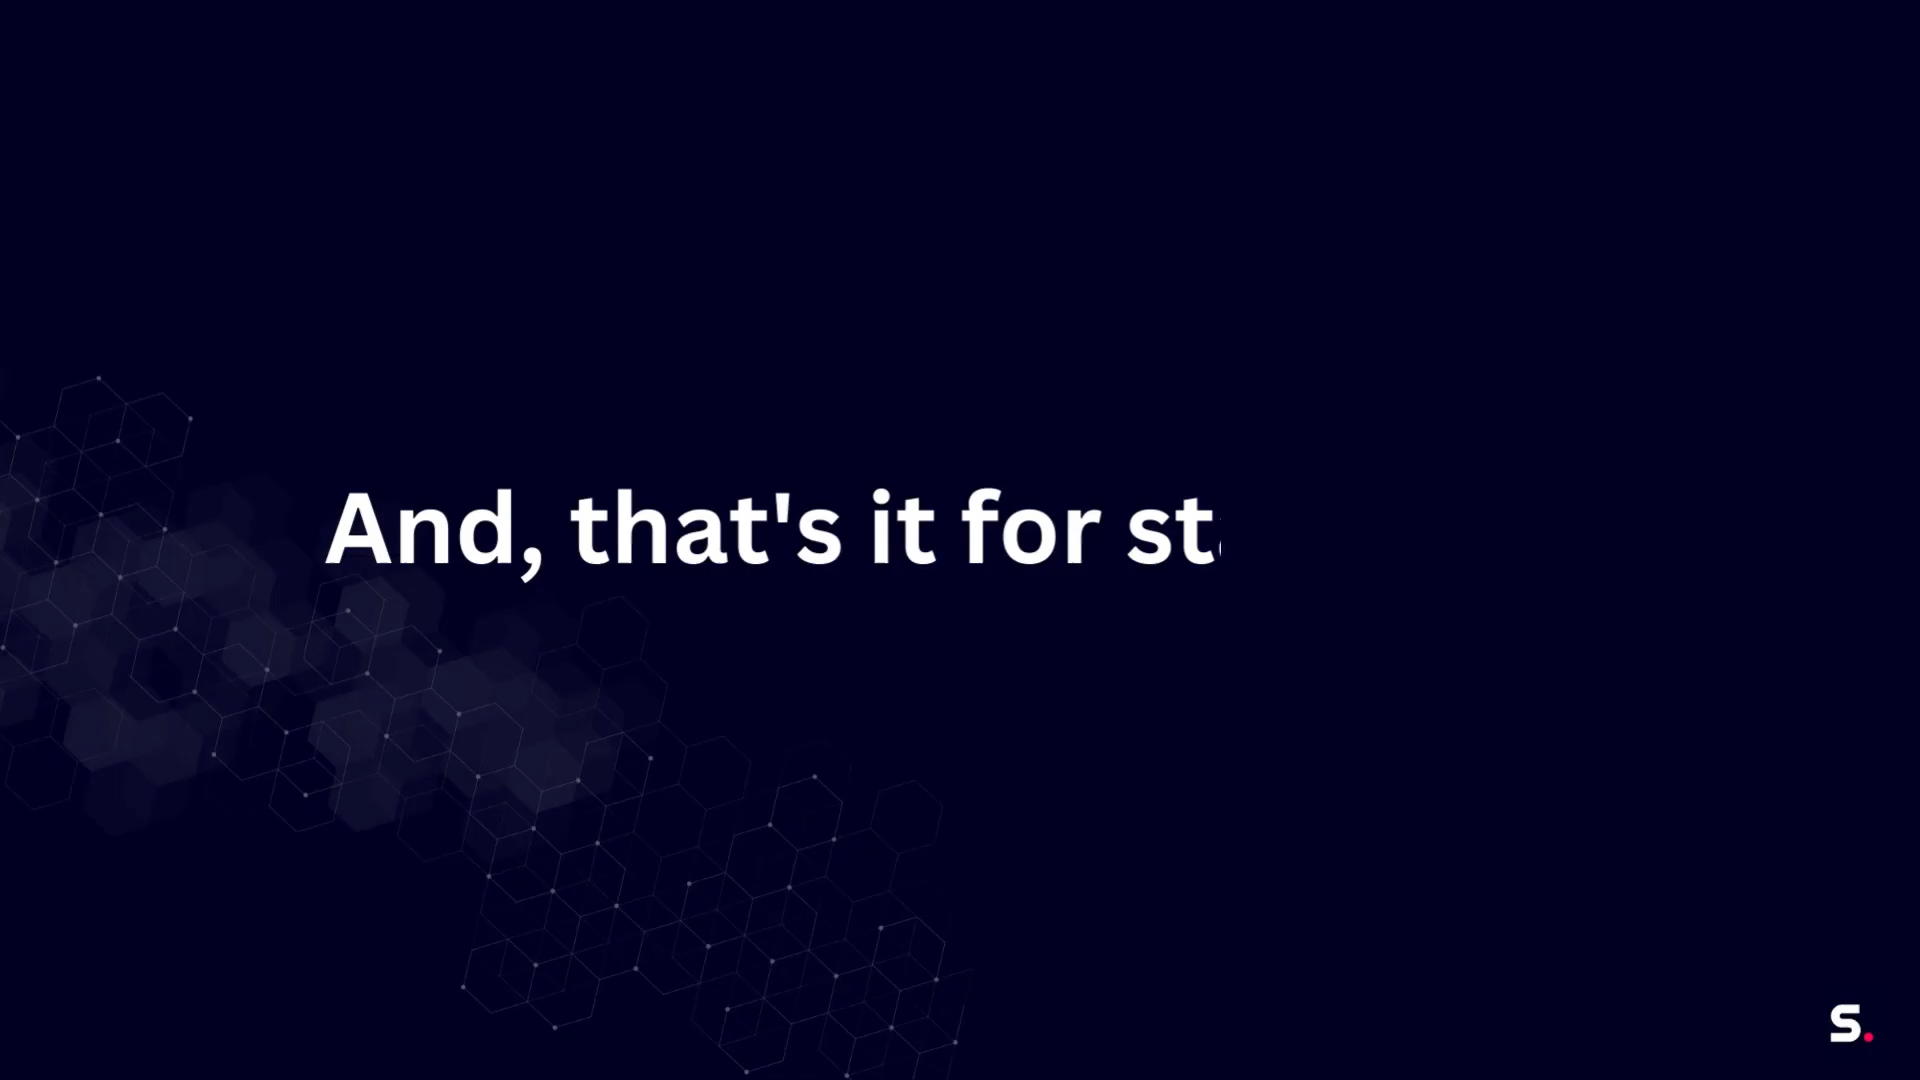 And, that's it for st
S.